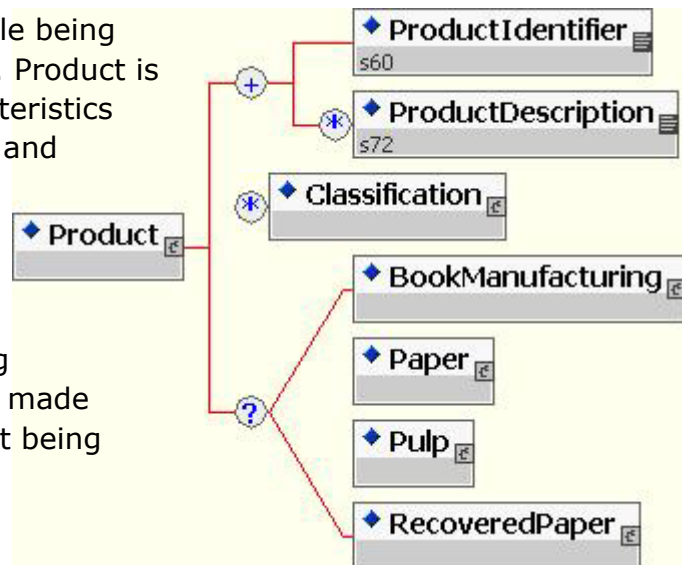 le being
Product is
teristics
and
g
made
t being
ProductIdentifier
s60
+
ProductDescription
*
s72
Classification
*
Product
BookManufacturing
Paper
?
Pulp
RecoveredPaper